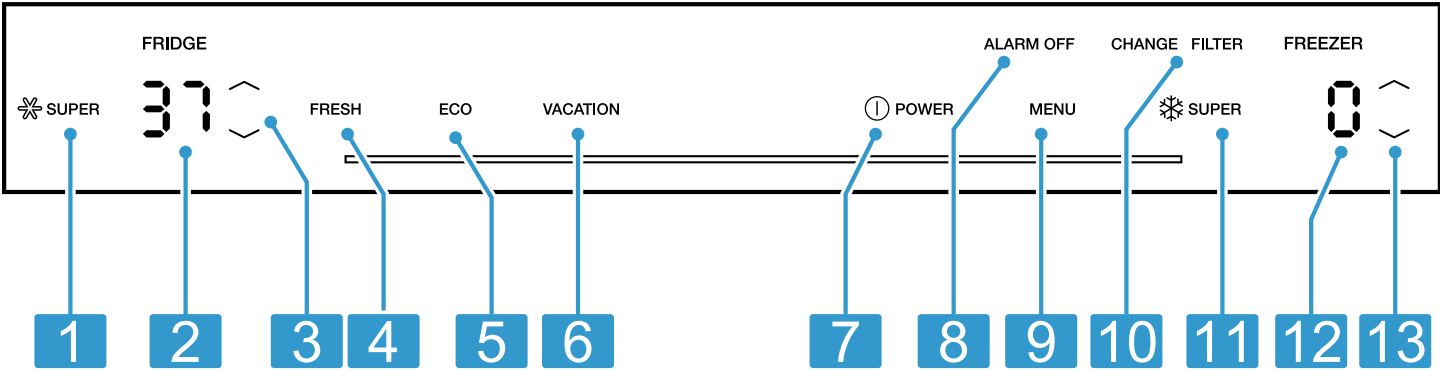 FRIDGE
ALARM OFF
CHANGE FILTER
FREEZER
SUPER
37
FRESH
ECO
VACATION
POWER
MENU
SUPER
0
1
2
3
4
5
6
7
8
9
10
11
12
13